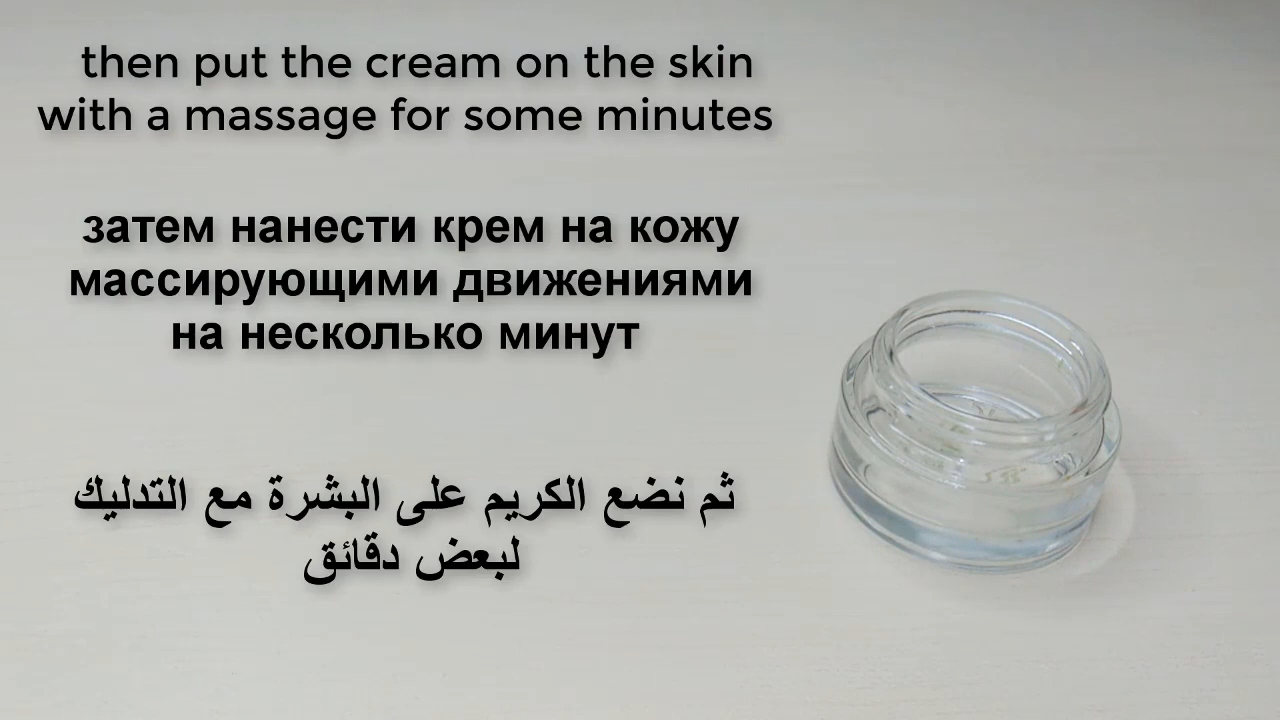 then put the cream on the skin
with a massage for some minutes
затем нанести крем на кожу
массирующими движениями
на несколько минут
ثم نضع الكريم على البشرة مع التدليك
لبعض دقائق